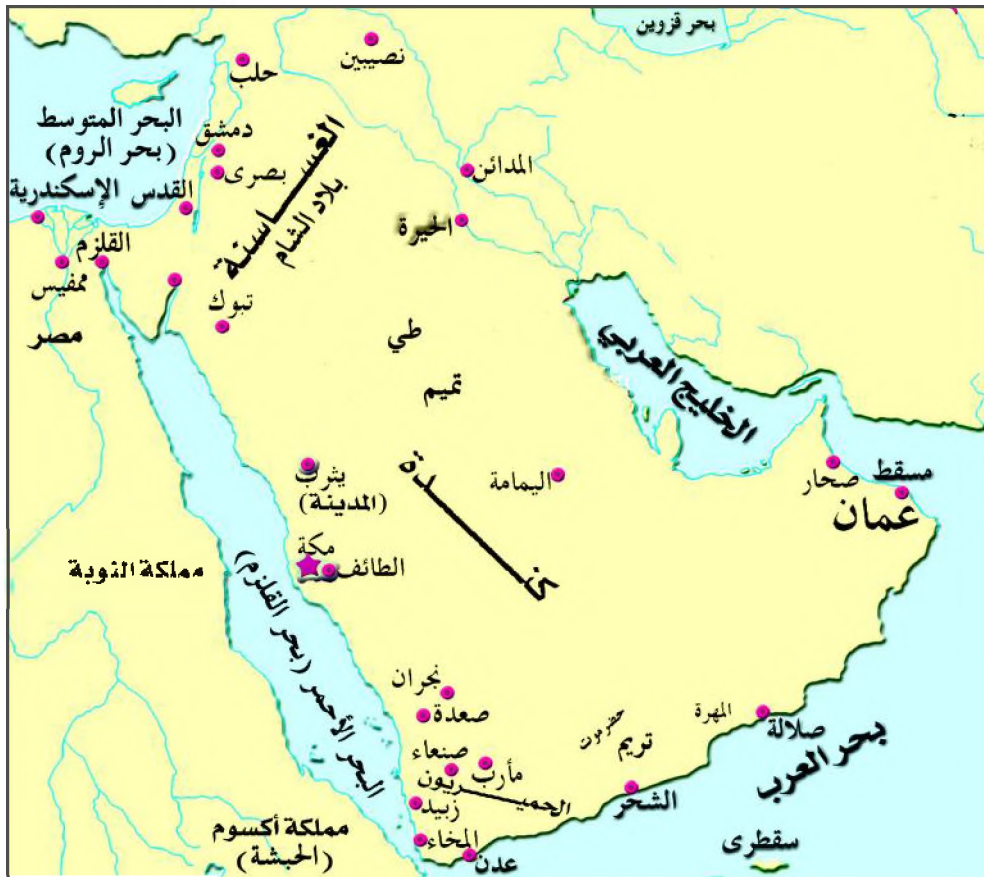 بحر قزوين
نصيبين
حلب
البحر المتوسط
(بحر الروم)
دمشق
بصرى
الغساسنة
بلاد الشام
المدائن
الحيرة
القدس
الإسكندرية
القلزم
ممفيس
مصر
تبوك
طي
تميم
الخليج العربي
كندة
اليمامة
يثرب
(المدينة)
مكة
الطائف
صحار
مسقط
عمان
مملكة النوبة
البحر الأحمر (بحر القلزم)
نجران
صعدة
صنعاء
مأرب
الحميريون
زبيد
المخاء
عدن
حضرموت
تريم
الشحر
المهرة
صلالة
بحر العرب
سقطرى
مملكة أكسوم
(الحبشة)